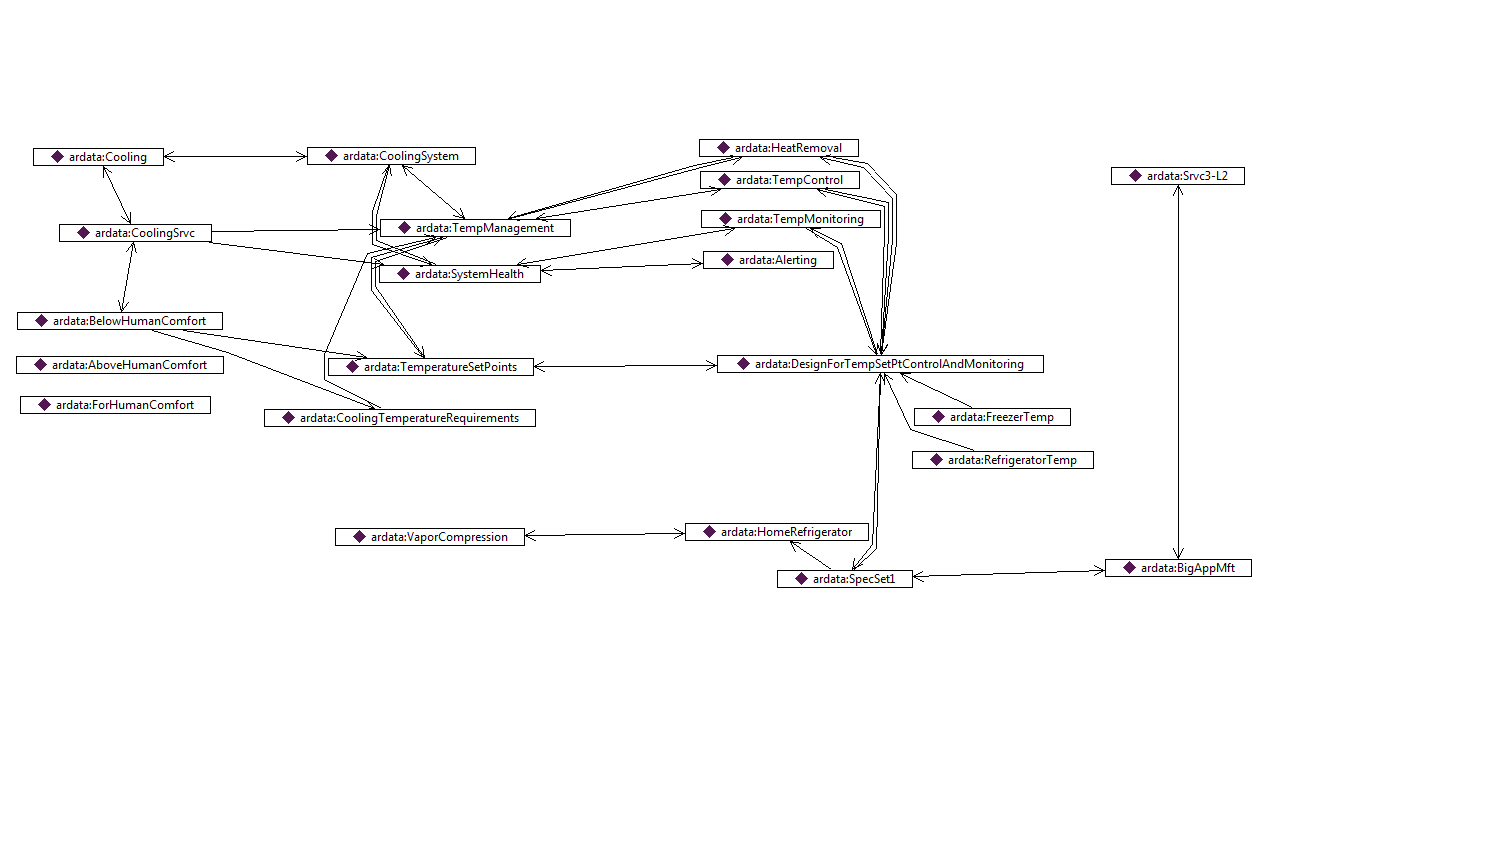 ardata:Cooling
ardata:CoolingSystem
ardata:HeatRemoval
ardata:TempControl
ardata:Srvc3-L2
ardata:CoolingSrvc
ardata:TempManagement
ardata:TempMonitoring
ardata:SystemHealth
ardata:Alerting
ardata:BelowHumanComfort
ardata:AboveHumanComfort
ardata:TemperatureSetPoints
ardata:DesignForTempSetPtControlAndMonitoring
ardata:ForHumanComfort
ardata:CoolingTemperatureRequirements
ardata:FreezerTemp
ardata:RefrigeratorTemp
ardata:VaporCompression
ardata:HomeRefrigerator
ardata:SpecSet1
ardata:BigAppMft